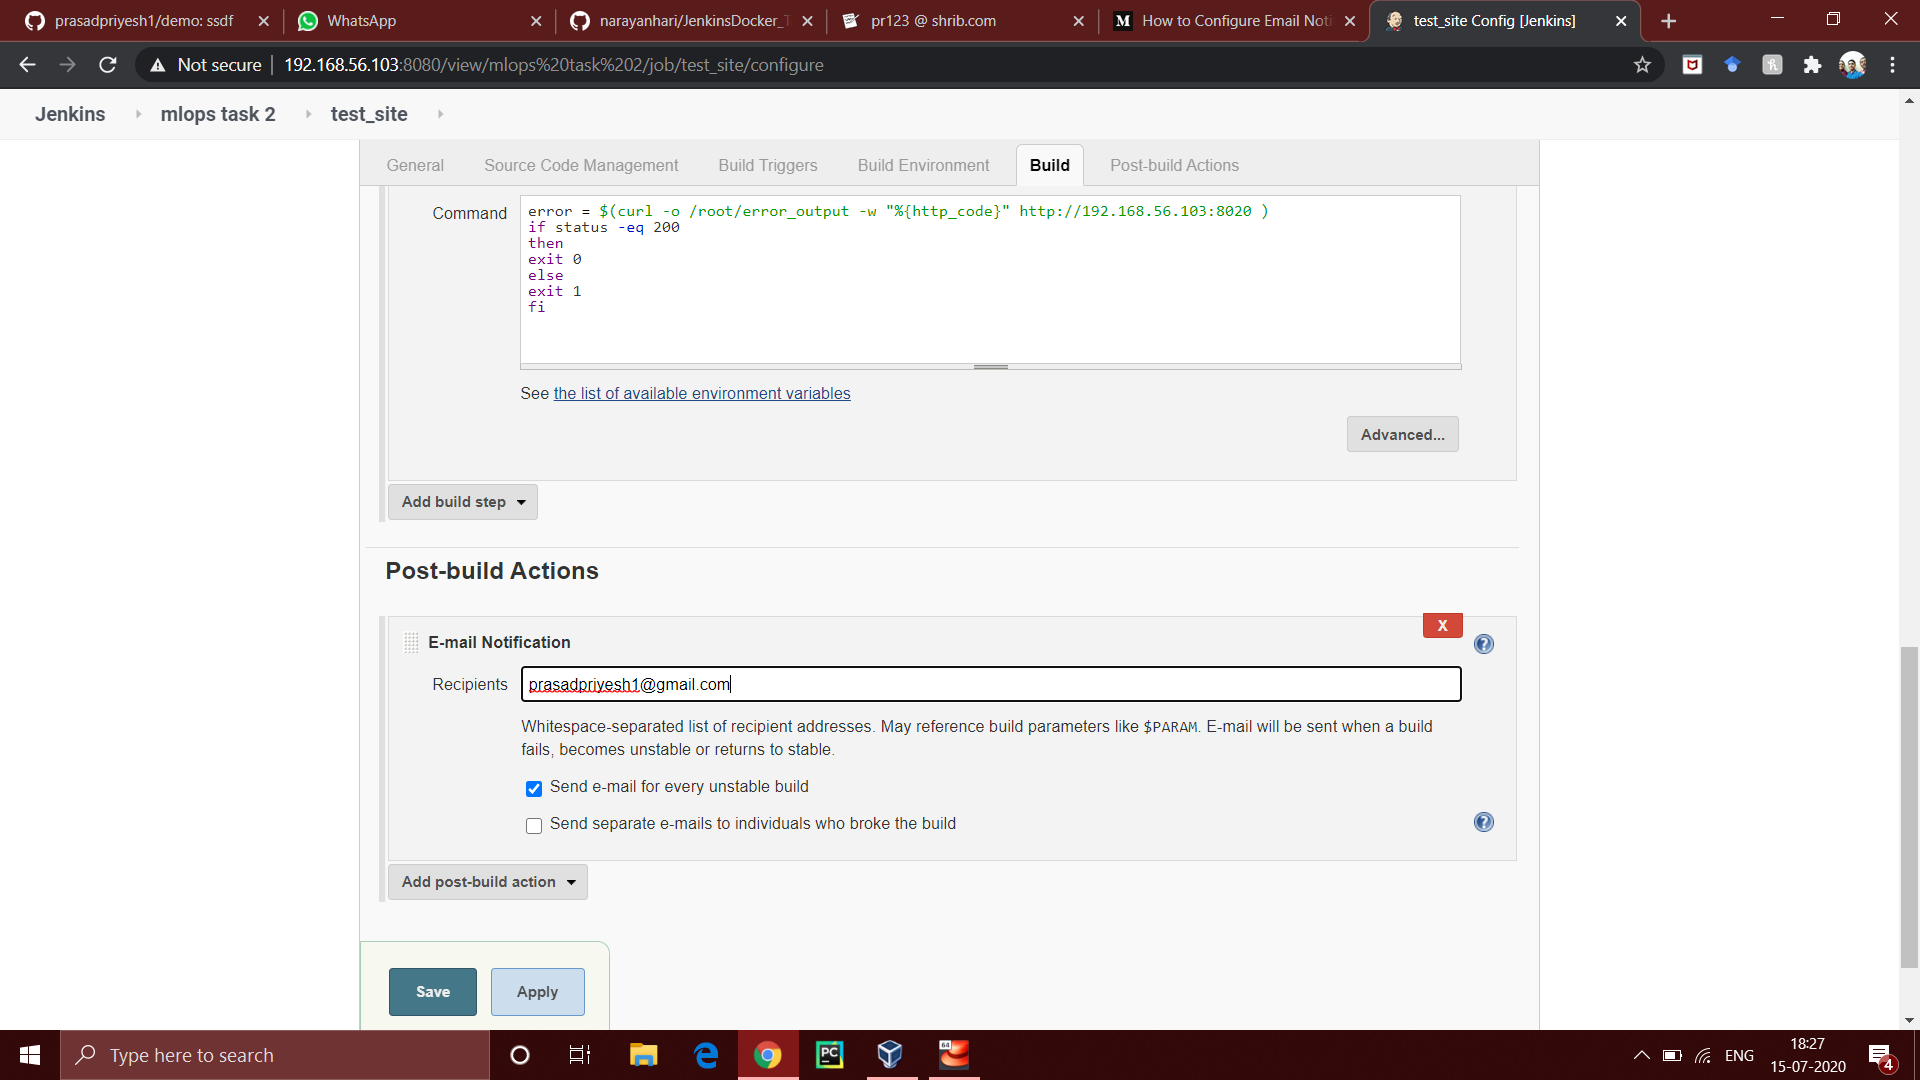 prasadpriyesh1/demo: ssdf
WhatsApp
narayanhari/JenkinsDocker_T
pr123 @ shrib.com
M How to Configure Email Noti
test_site Config [Jenkins]
Not secure 192.168.56.103:8080/view/mlops%20task%202/job/test_site/configure
Jenkins mlops task 2 test_site
General Source Code Management Build Triggers Build Environment Build Post-build Actions
Command
error = $(curl -o /root/error_output -w "%{http_code}" http://192.168.56.103:8020 )
if status -eq 200
then
exit 0
else
exit 1
fi
See the list of available environment variables
Advanced...
Add build step
Post-build Actions
X
E-mail Notification
?
Recipients prasadpriyesh1@gmail.com
Whitespace-separated list of recipient addresses. May reference build parameters like $PARAM. E-mail will be sent when a build
fails, becomes unstable or returns to stable.
Send e-mail for every unstable build
Send separate e-mails to individuals who broke the build
?
Add post-build action
Save Apply
Type here to search
PC
64
ENG
18:27
15-07-2020
4